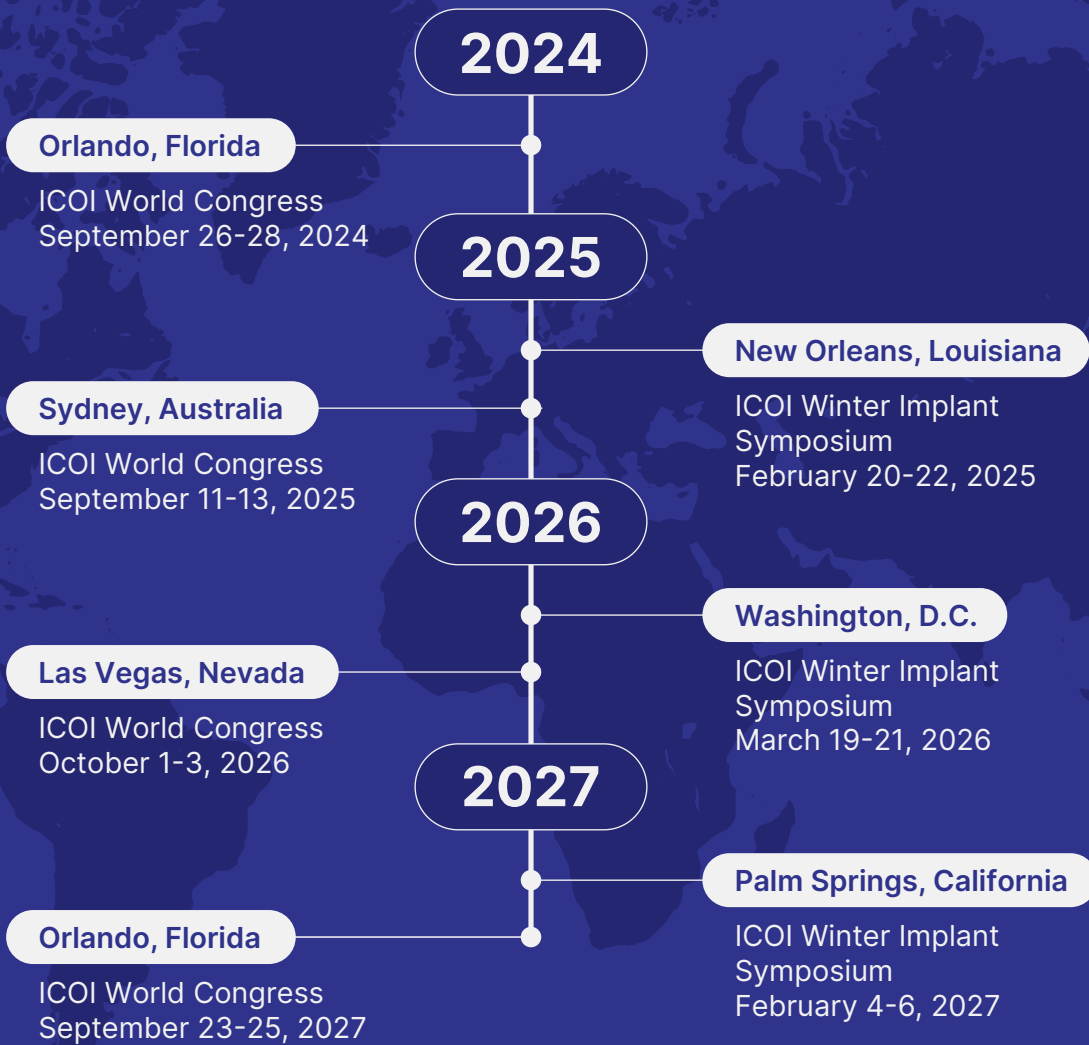 2024
Orlando, Florida
ICOI World Congress
September 26-28, 2024
2025
New Orleans, Louisiana
ICOI Winter Implant
Symposium
February 20-22, 2025
Sydney, Australia
ICOI World Congress
September 11-13, 2025
2026
Washington, D.C.
ICOI Winter Implant
Symposium
March 19-21, 2026
Las Vegas, Nevada
ICOI World Congress
October 1-3, 2026
2027
Palm Springs, California
ICOI Winter Implant
Symposium
February 4-6, 2027
Orlando, Florida
ICOI World Congress
September 23-25, 2027